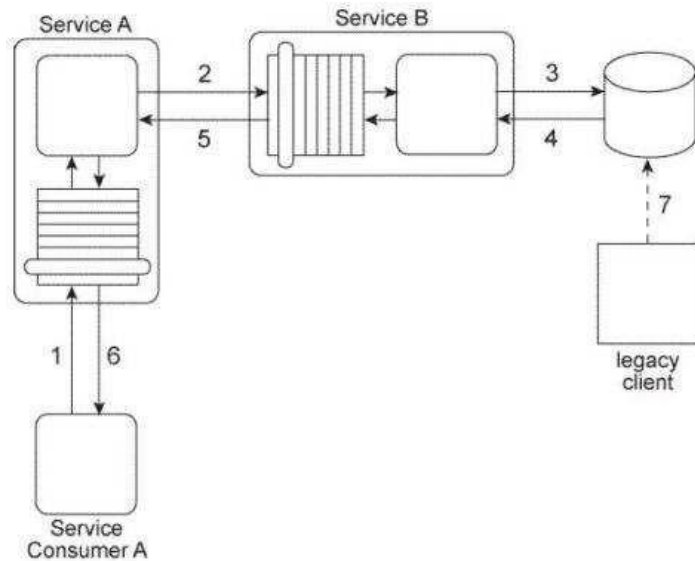 Service A
Service B
2
3
5
4
7
1
6
legacy
client
Service
Consumer A